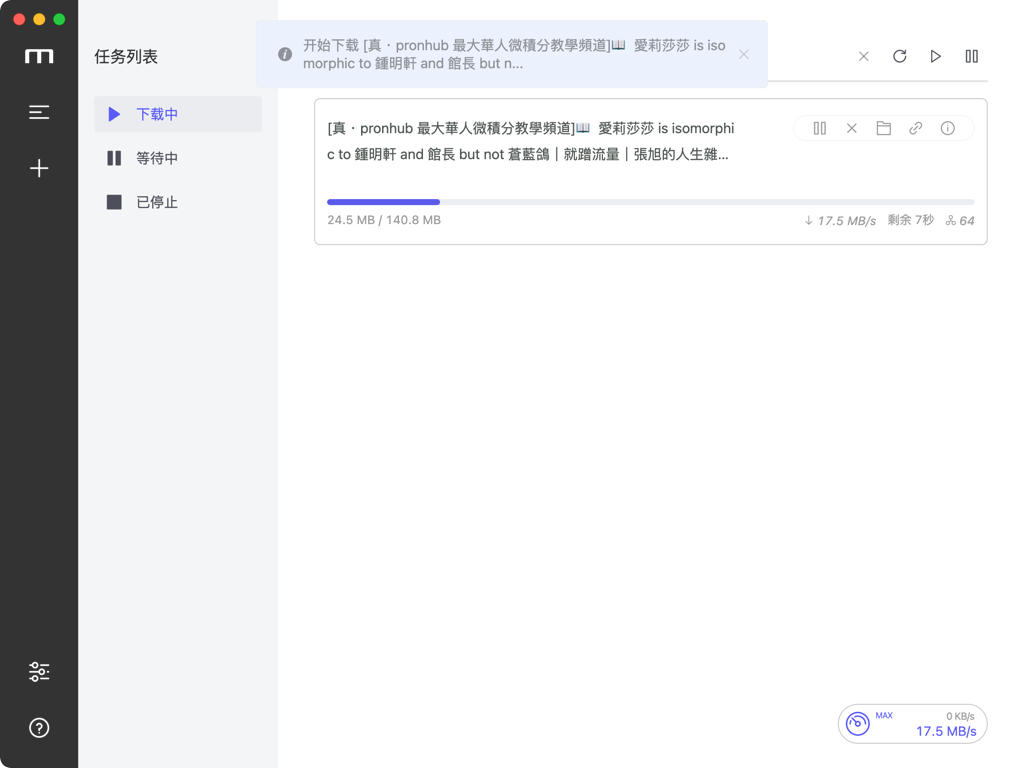 任务列表
下载中
等待中
已停止
开始下载 [真・pronhub 最大華人微積分教學頻道]📖 愛莉莎莎 is iso
morphic to 鍾明軒 and 館長 but n...
[真・pronhub 最大華人微積分教學頻道]📖 愛莉莎莎 is isomorphi
c to 鍾明軒 and 館長 but not 蒼藍鴿｜就蹭流量｜張旭的人生雜...
24.5 MB / 140.8 MB
↓ 17.5 MB/s 剩余 7秒 64
MAX
0 KB/s
17.5 MB/s